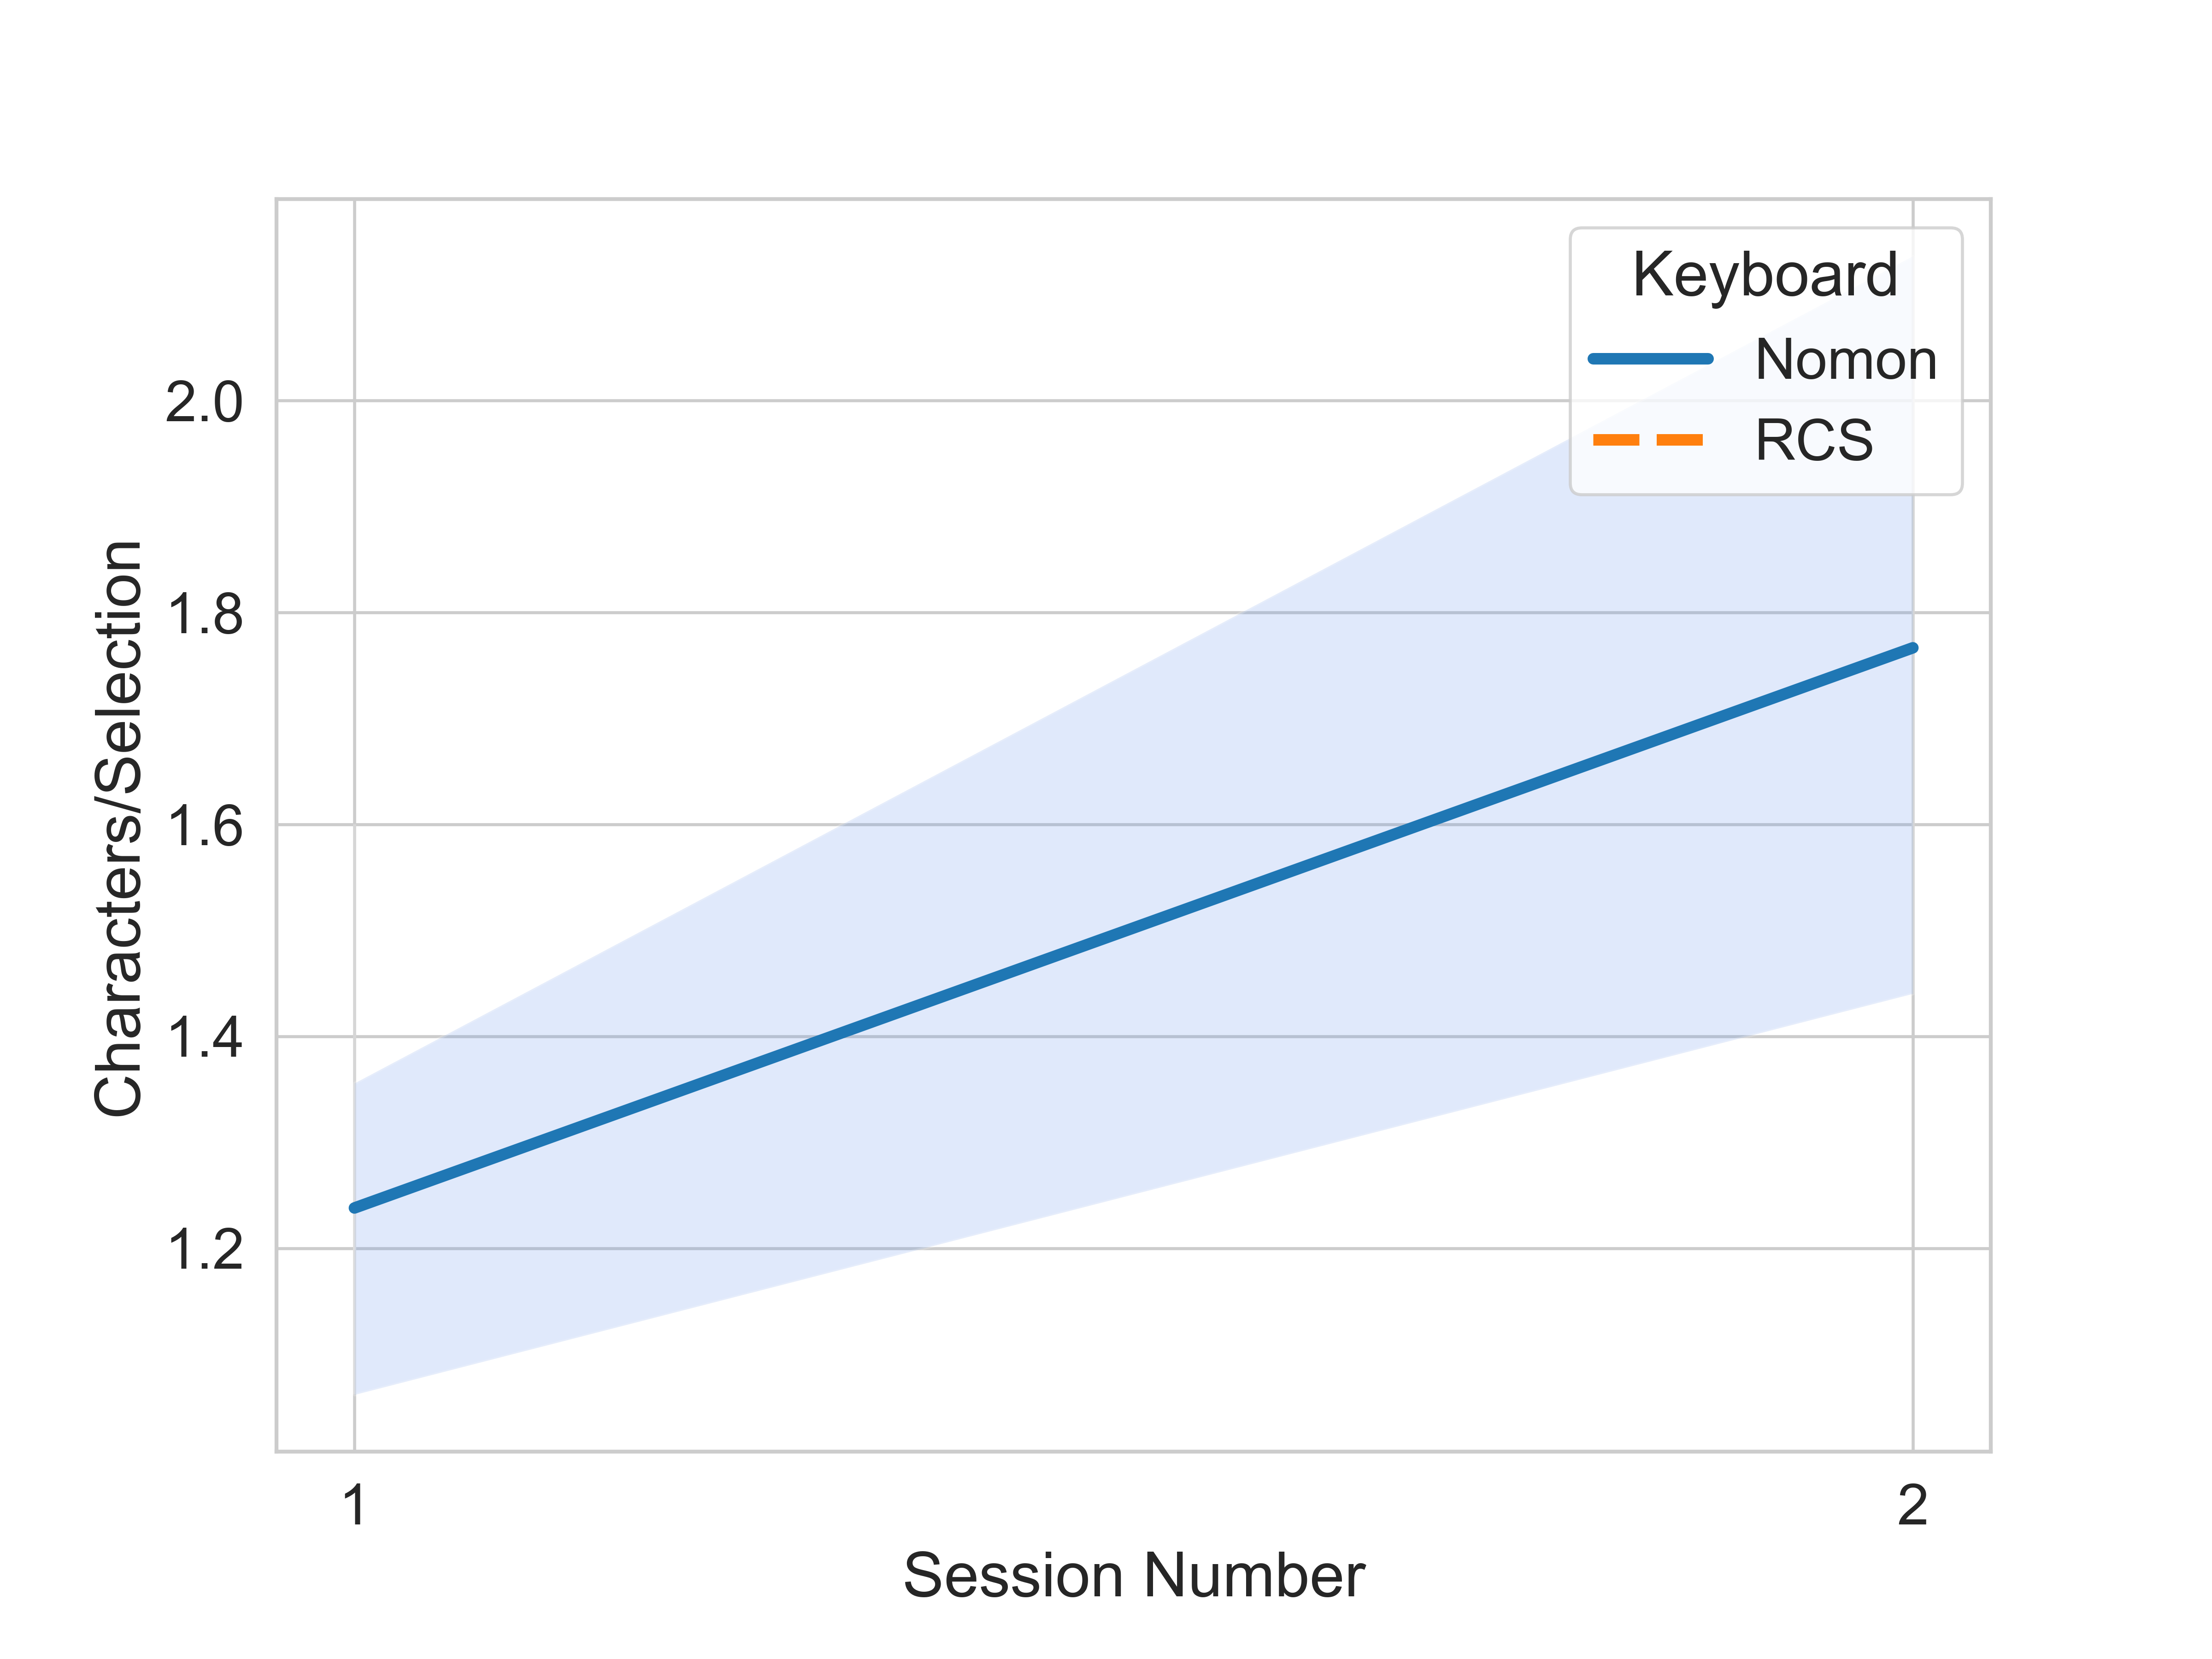 Keyboard
Nomon
RCS
2.0
1.8
1.6
1.4
1.2
Characters/Selection
1
2
Session Number